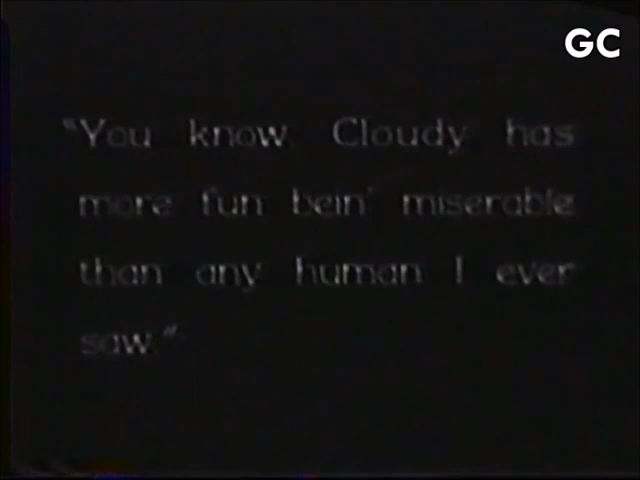 GC
"You know. Cloudy has
more fun bein' miserable
than any human I ever
saw."